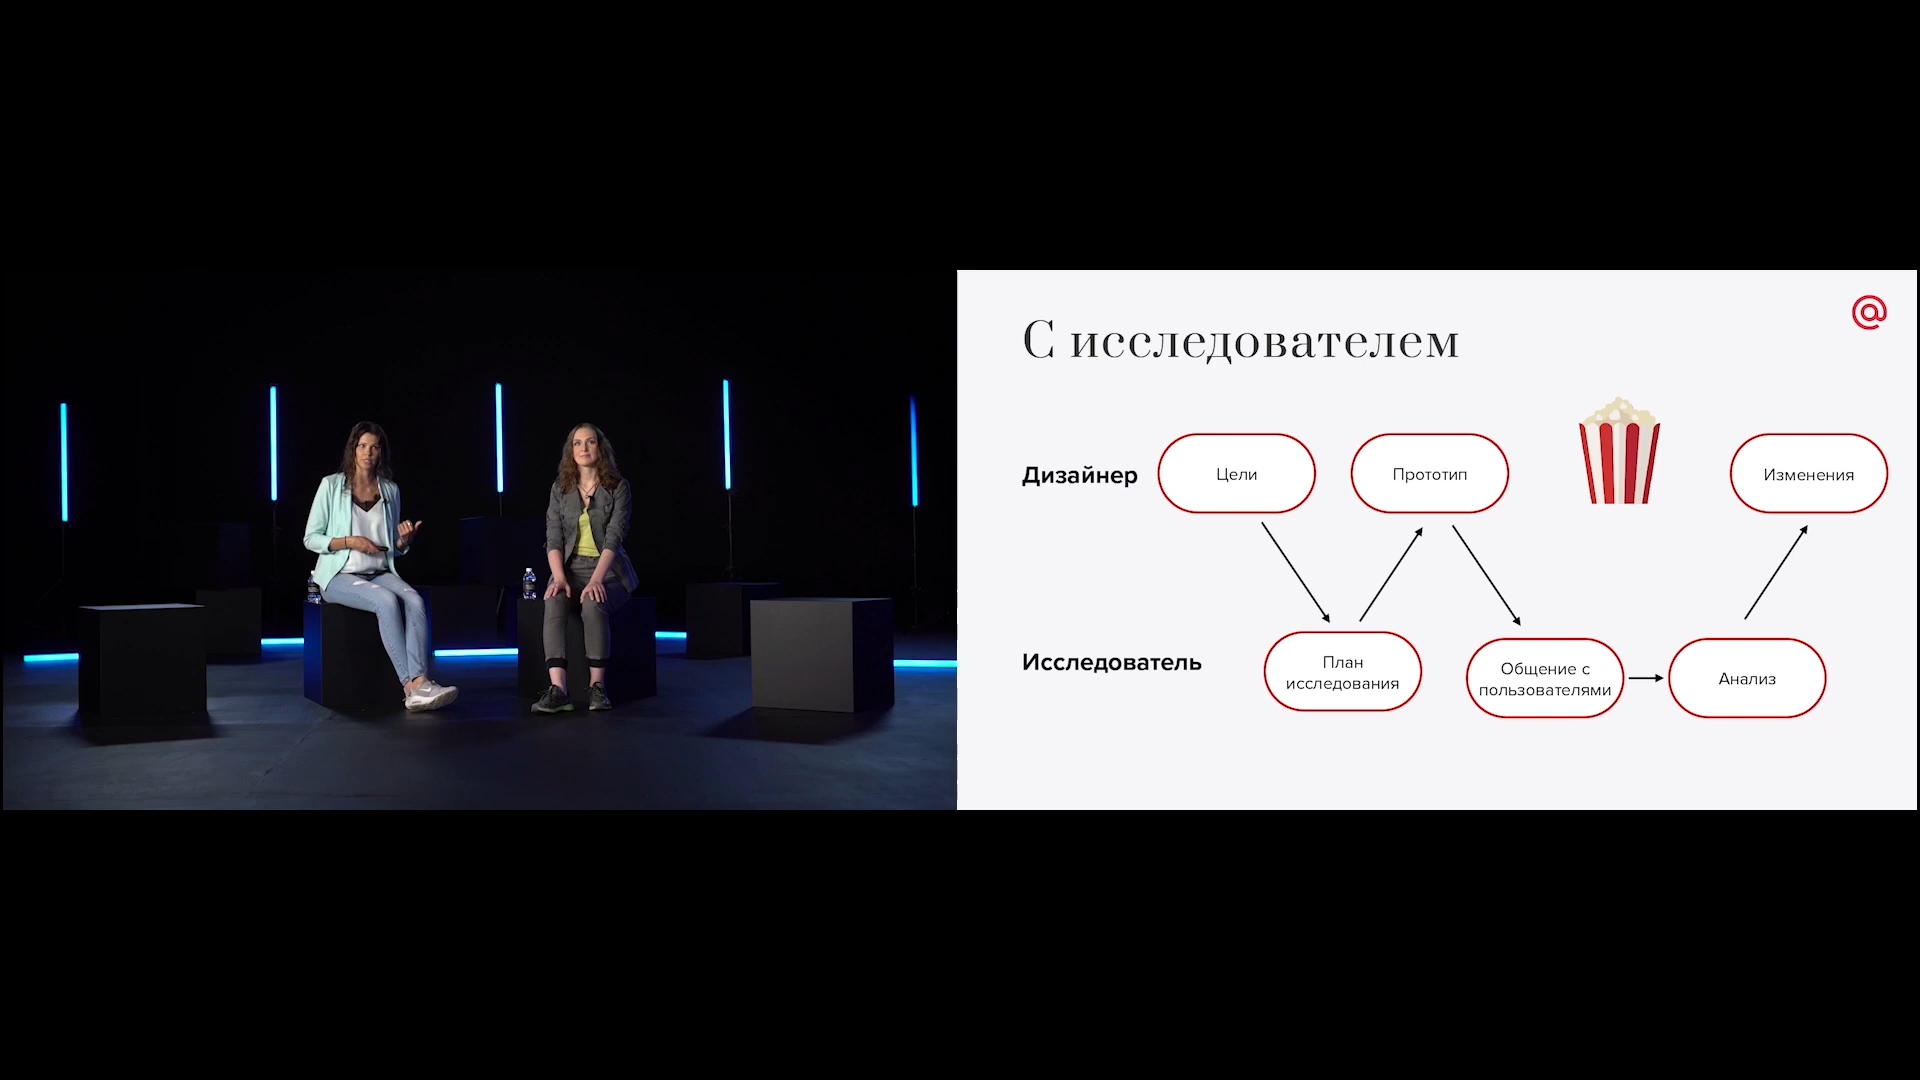 С исследователем
Дизайнер
Цели
Прототип
Изменения
Исследователь
План
исследования
Общение с
пользователями
Анализ